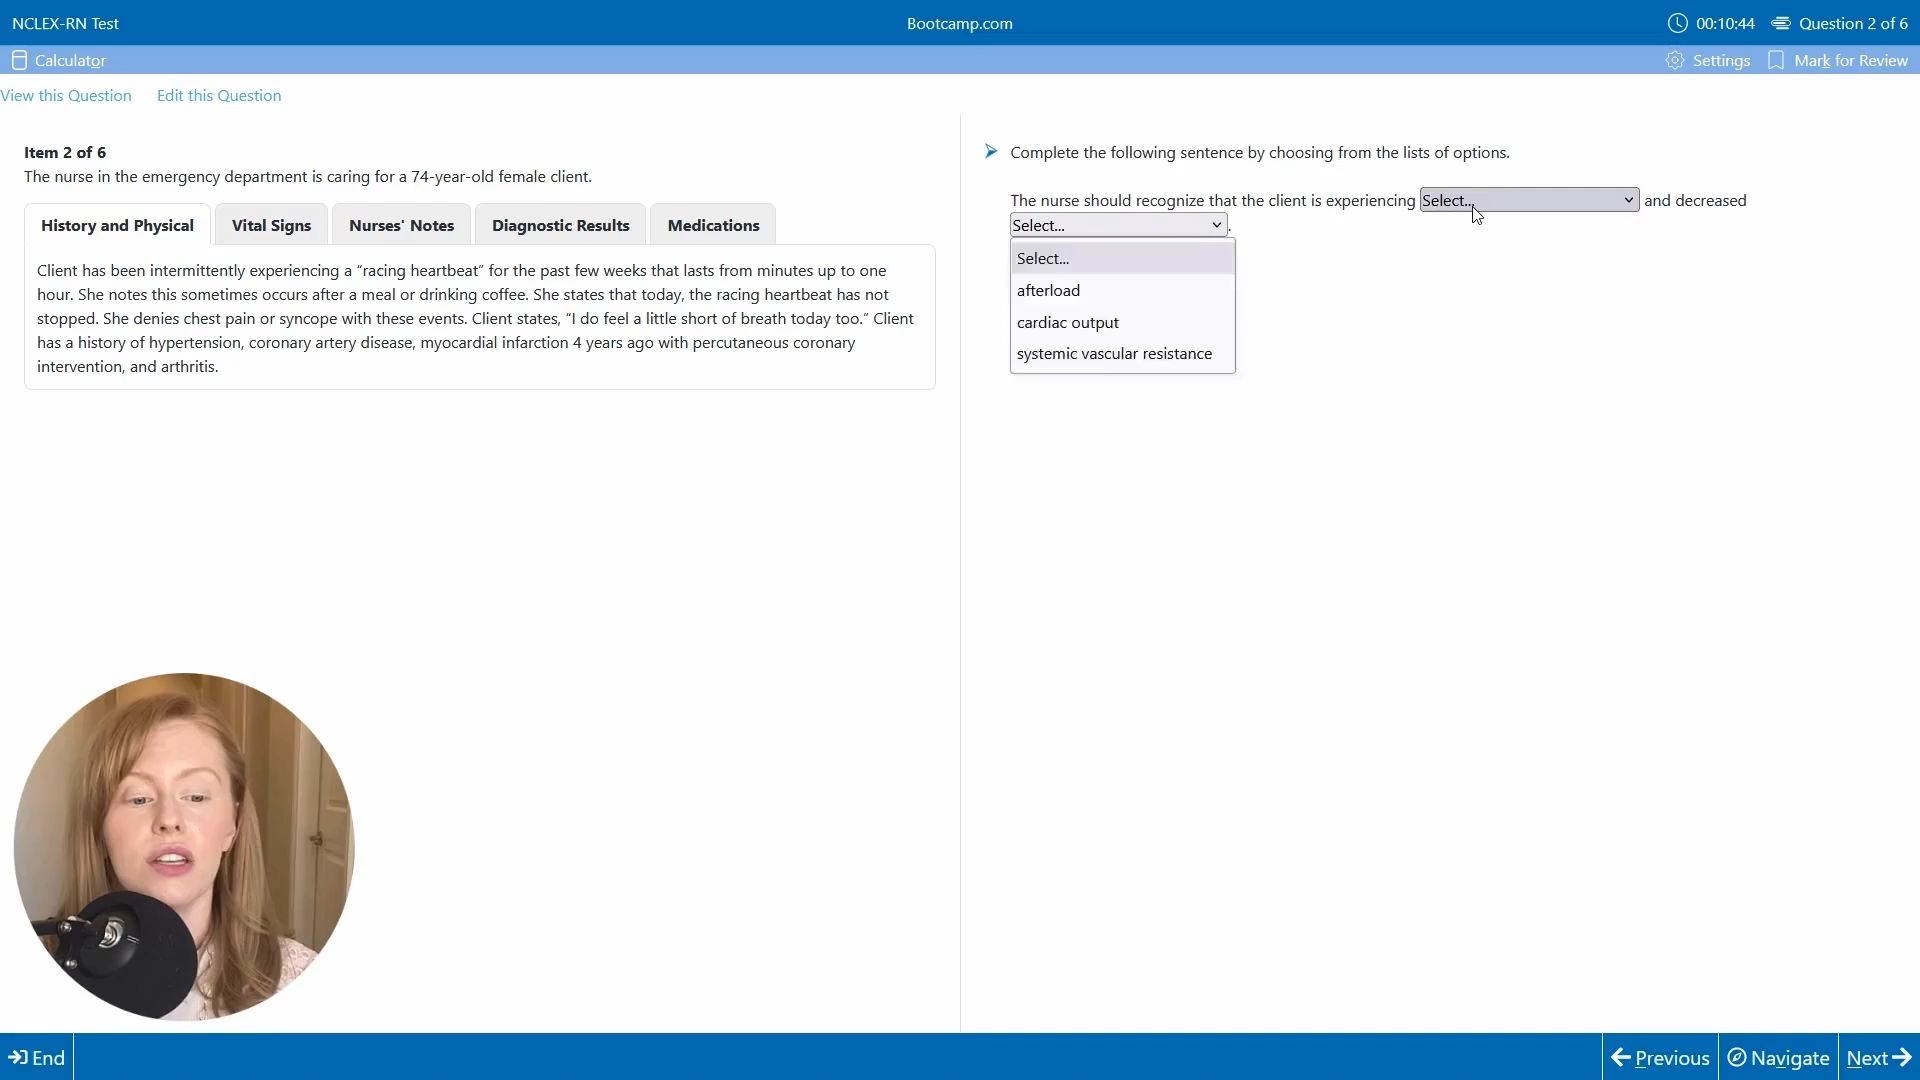 NCLEX-RN Test
Bootcamp.com
00:10:44
Question 2 of 6
Calculator
Settings
Mark for Review
View this Question
Edit this Question
Item 2 of 6
The nurse in the emergency department is caring for a 74-year-old female client.
History and Physical
Vital Signs
Nurses' Notes
Diagnostic Results
Medications
Client has been intermittently experiencing a “racing heartbeat” for the past few weeks that lasts from minutes up to one
hour. She notes this sometimes occurs after a meal or drinking coffee. She states that today, the racing heartbeat has not
stopped. She denies chest pain or syncope with these events. Client states, “I do feel a little short of breath today too.” Client
has a history of hypertension, coronary artery disease, myocardial infarction 4 years ago with percutaneous coronary
intervention, and arthritis.
Complete the following sentence by choosing from the lists of options.
The nurse should recognize that the client is experiencing Select... and decreased
Select... .
Select...
afterload
cardiac output
systemic vascular resistance
End
Previous
Navigate
Next